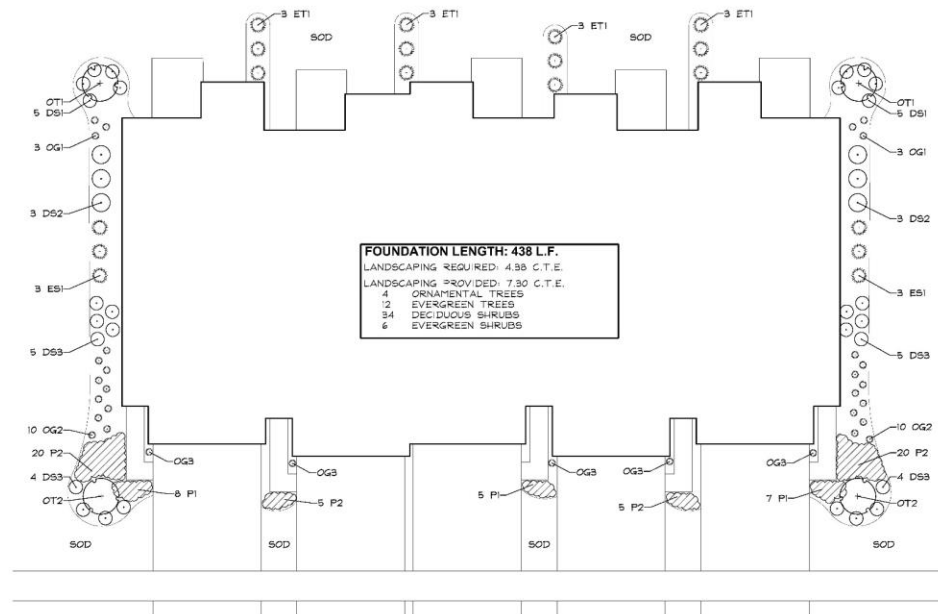 3 ET1
3 ET1
3 ET1
3 ET1
SOD
SOD
OT1
5 DS1
OT1
5 DS1
3 OG1
3 OG1
3 DS2
3 DS2
FOUNDATION LENGTH: 438 L.F.
LANDSCAPING REQUIRED: 4.38 C.T.E.
LANDSCAPING PROVIDED: 7.30 C.T.E.
4 ORNAMENTAL TREES
12 EVERGREEN TREES
34 DECIDUOUS SHRUBS
6 EVERGREEN SHRUBS
3 ES1
3 ES1
5 DS3
5 DS3
10 OG2
10 OG2
20 P2
OG3
OG3
OG3
OG3
OG3
OG3
20 P2
4 DS3
4 DS3
OT2
8 P1
5 P2
5 P1
5 P2
7 P1
OT2
SOD
SOD
SOD
SOD
SOD